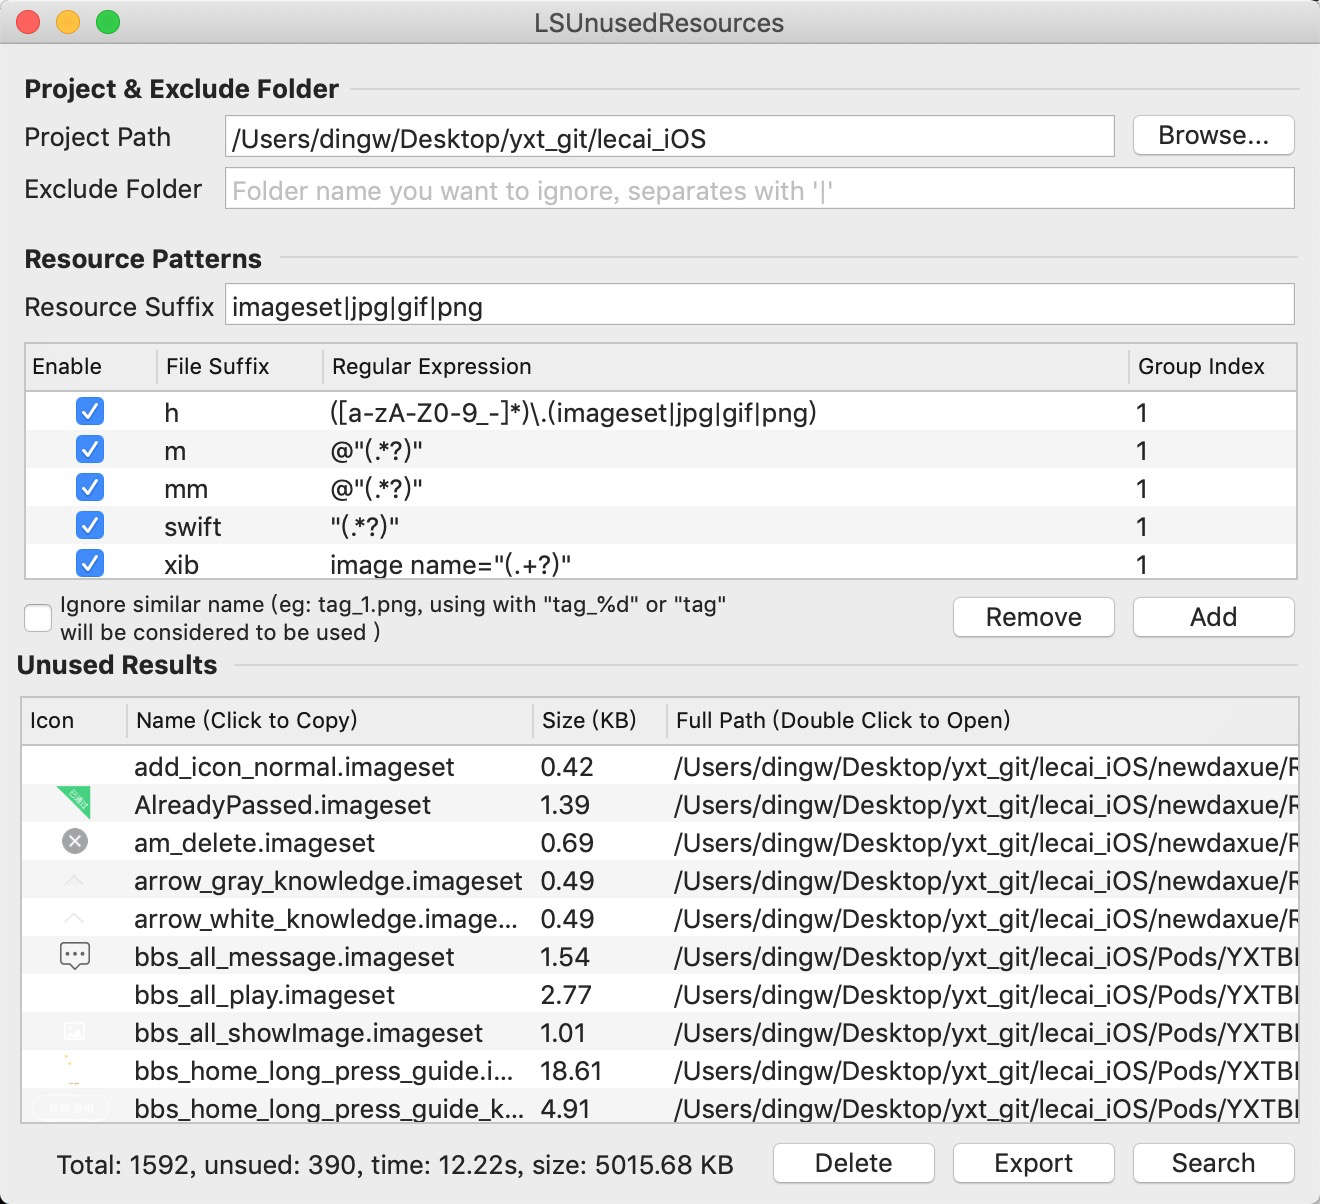 LSUnusedResources
Project & Exclude Folder
Project Path /Users/dingw/Desktop/yxt_git/lecai_iOS Browse...
Exclude Folder Folder name you want to ignore, separates with '|'
Resource Patterns
Resource Suffix imageset|jpg|gif|png
Enable File Suffix Regular Expression Group Index
h ([a-zA-Z0-9_-]*)\.(imageset|jpg|gif|png) 1
m @"(.*?)" 1
mm @"(.*?)" 1
swift "(.*?)" 1
xib image name="(.+?)" 1
Ignore similar name (eg: tag_1.png, using with "tag_%d" or "tag"
will be considered to be used )
Remove Add
Unused Results
Icon Name (Click to Copy) Size (KB) Full Path (Double Click to Open)
add_icon_normal.imageset 0.42 /Users/dingw/Desktop/yxt_git/lecai_iOS/newdaxue/R
AlreadyPassed.imageset 1.39 /Users/dingw/Desktop/yxt_git/lecai_iOS/newdaxue/R
am_delete.imageset 0.69 /Users/dingw/Desktop/yxt_git/lecai_iOS/newdaxue/R
arrow_gray_knowledge.imageset 0.49 /Users/dingw/Desktop/yxt_git/lecai_iOS/newdaxue/R
arrow_white_knowledge.image... 0.49 /Users/dingw/Desktop/yxt_git/lecai_iOS/newdaxue/R
bbs_all_message.imageset 1.54 /Users/dingw/Desktop/yxt_git/lecai_iOS/Pods/YXTBI
bbs_all_play.imageset 2.77 /Users/dingw/Desktop/yxt_git/lecai_iOS/Pods/YXTBI
bbs_all_showImage.imageset 1.01 /Users/dingw/Desktop/yxt_git/lecai_iOS/Pods/YXTBI
bbs_home_long_press_guide.i... 18.61 /Users/dingw/Desktop/yxt_git/lecai_iOS/Pods/YXTBI
bbs_home_long_press_guide_k... 4.91 /Users/dingw/Desktop/yxt_git/lecai_iOS/Pods/YXTBI
Total: 1592, unsued: 390, time: 12.22s, size: 5015.68 KB Delete Export Search